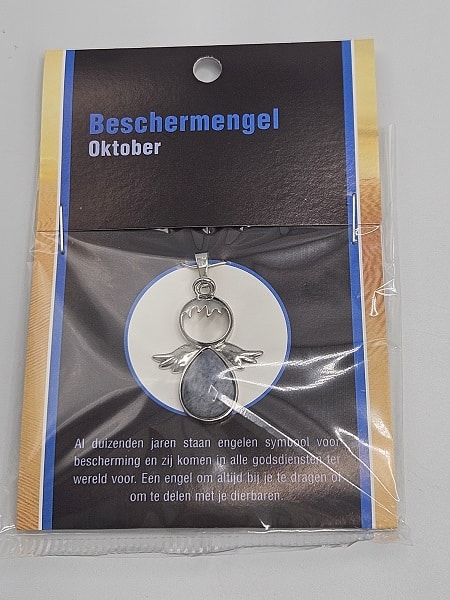 Beschermengel
Oktober
Al duizenden jaren staan engelen symbool voor
bescherming en zij komen in alle godsdiensten ter
wereld voor. Een engel om altijd bij je te dragen of
om te delen met je dierbaren.